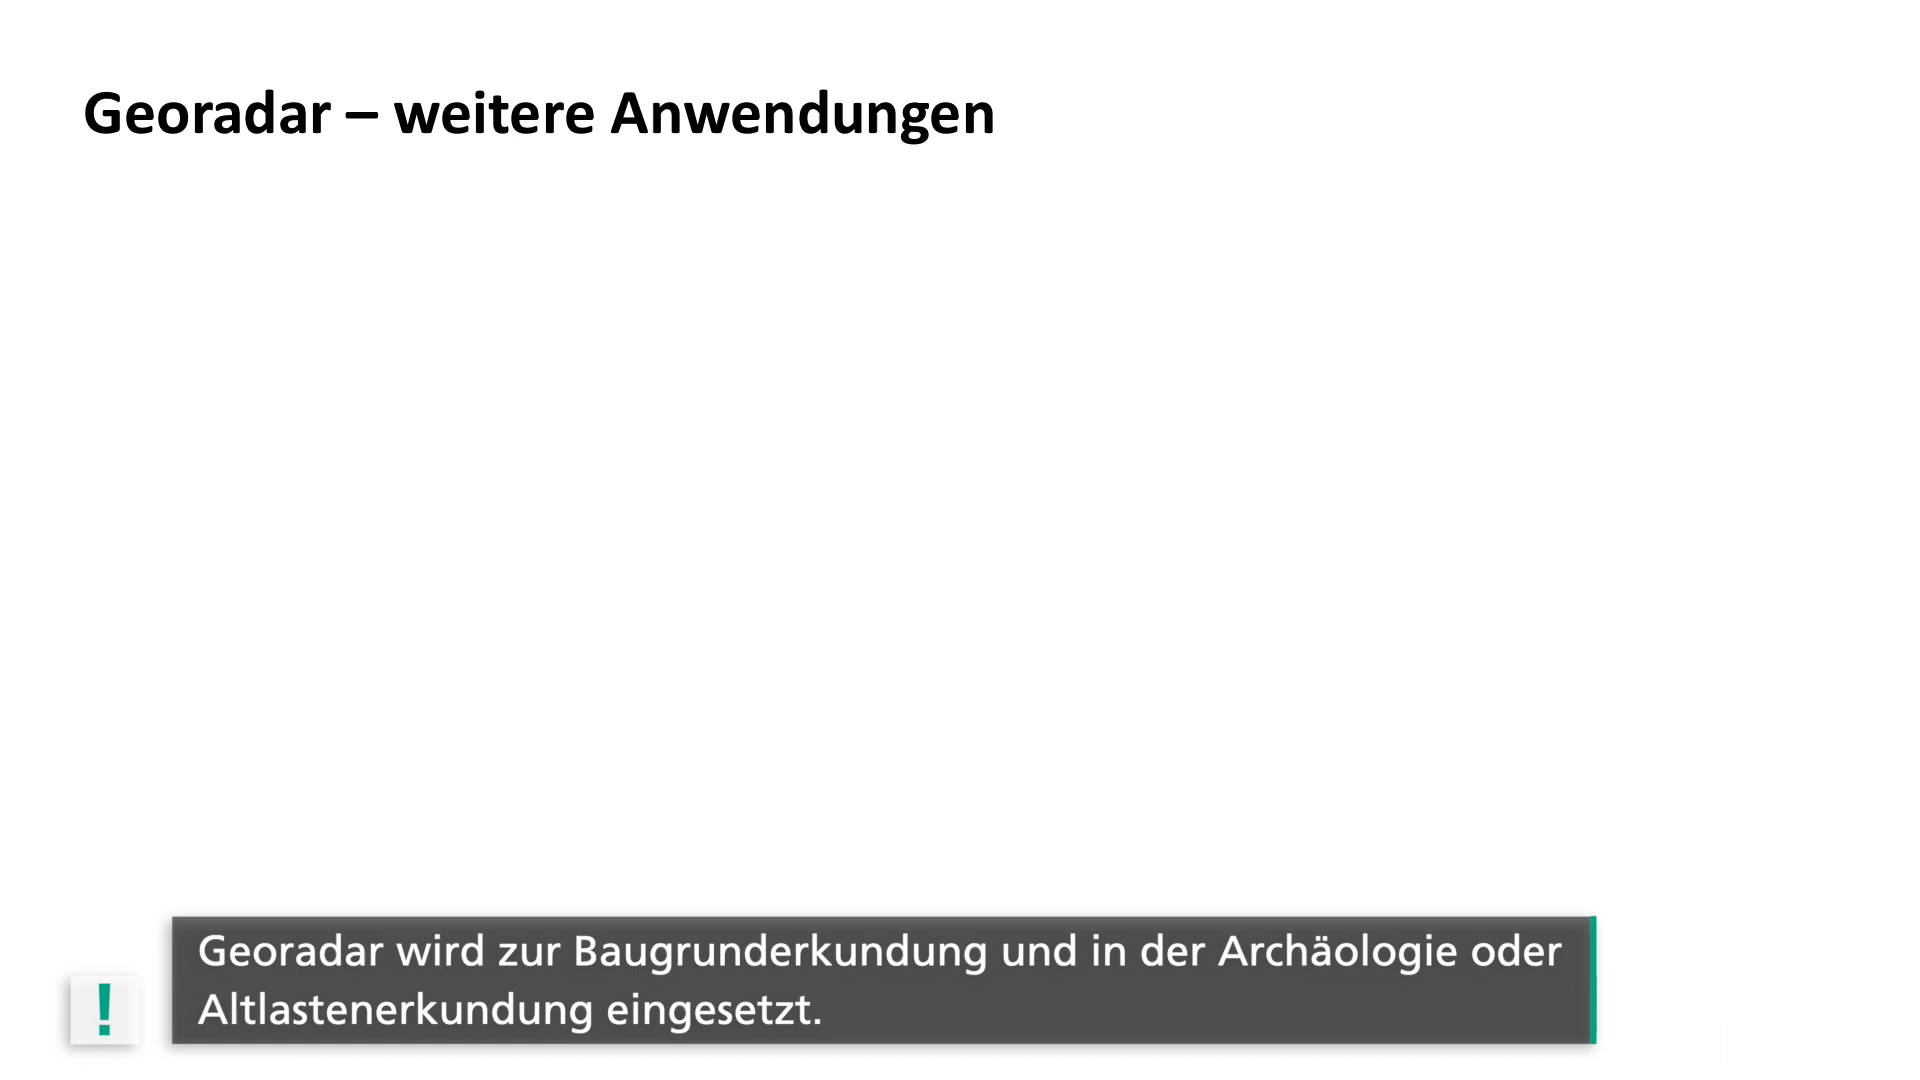 Georadar – weitere Anwendungen
Georadar wird zur Baugrunderkundung und in der Archäologie oder
!
Altlastenerkundung eingesetzt.